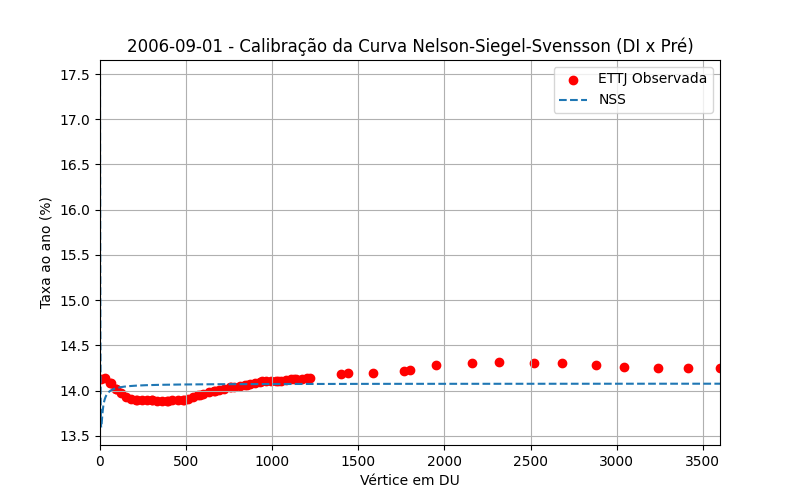 2006-09-01 - Calibração da Curva Nelson-Siegel-Svensson (DI x Pré)
ETTJ Observada
NSS
Taxa ao ano (%)
17.5
17.0
16.5
16.0
15.5
15.0
14.5
14.0
13.5
0 500 1000 1500 2000 2500 3000 3500
Vértice em DU